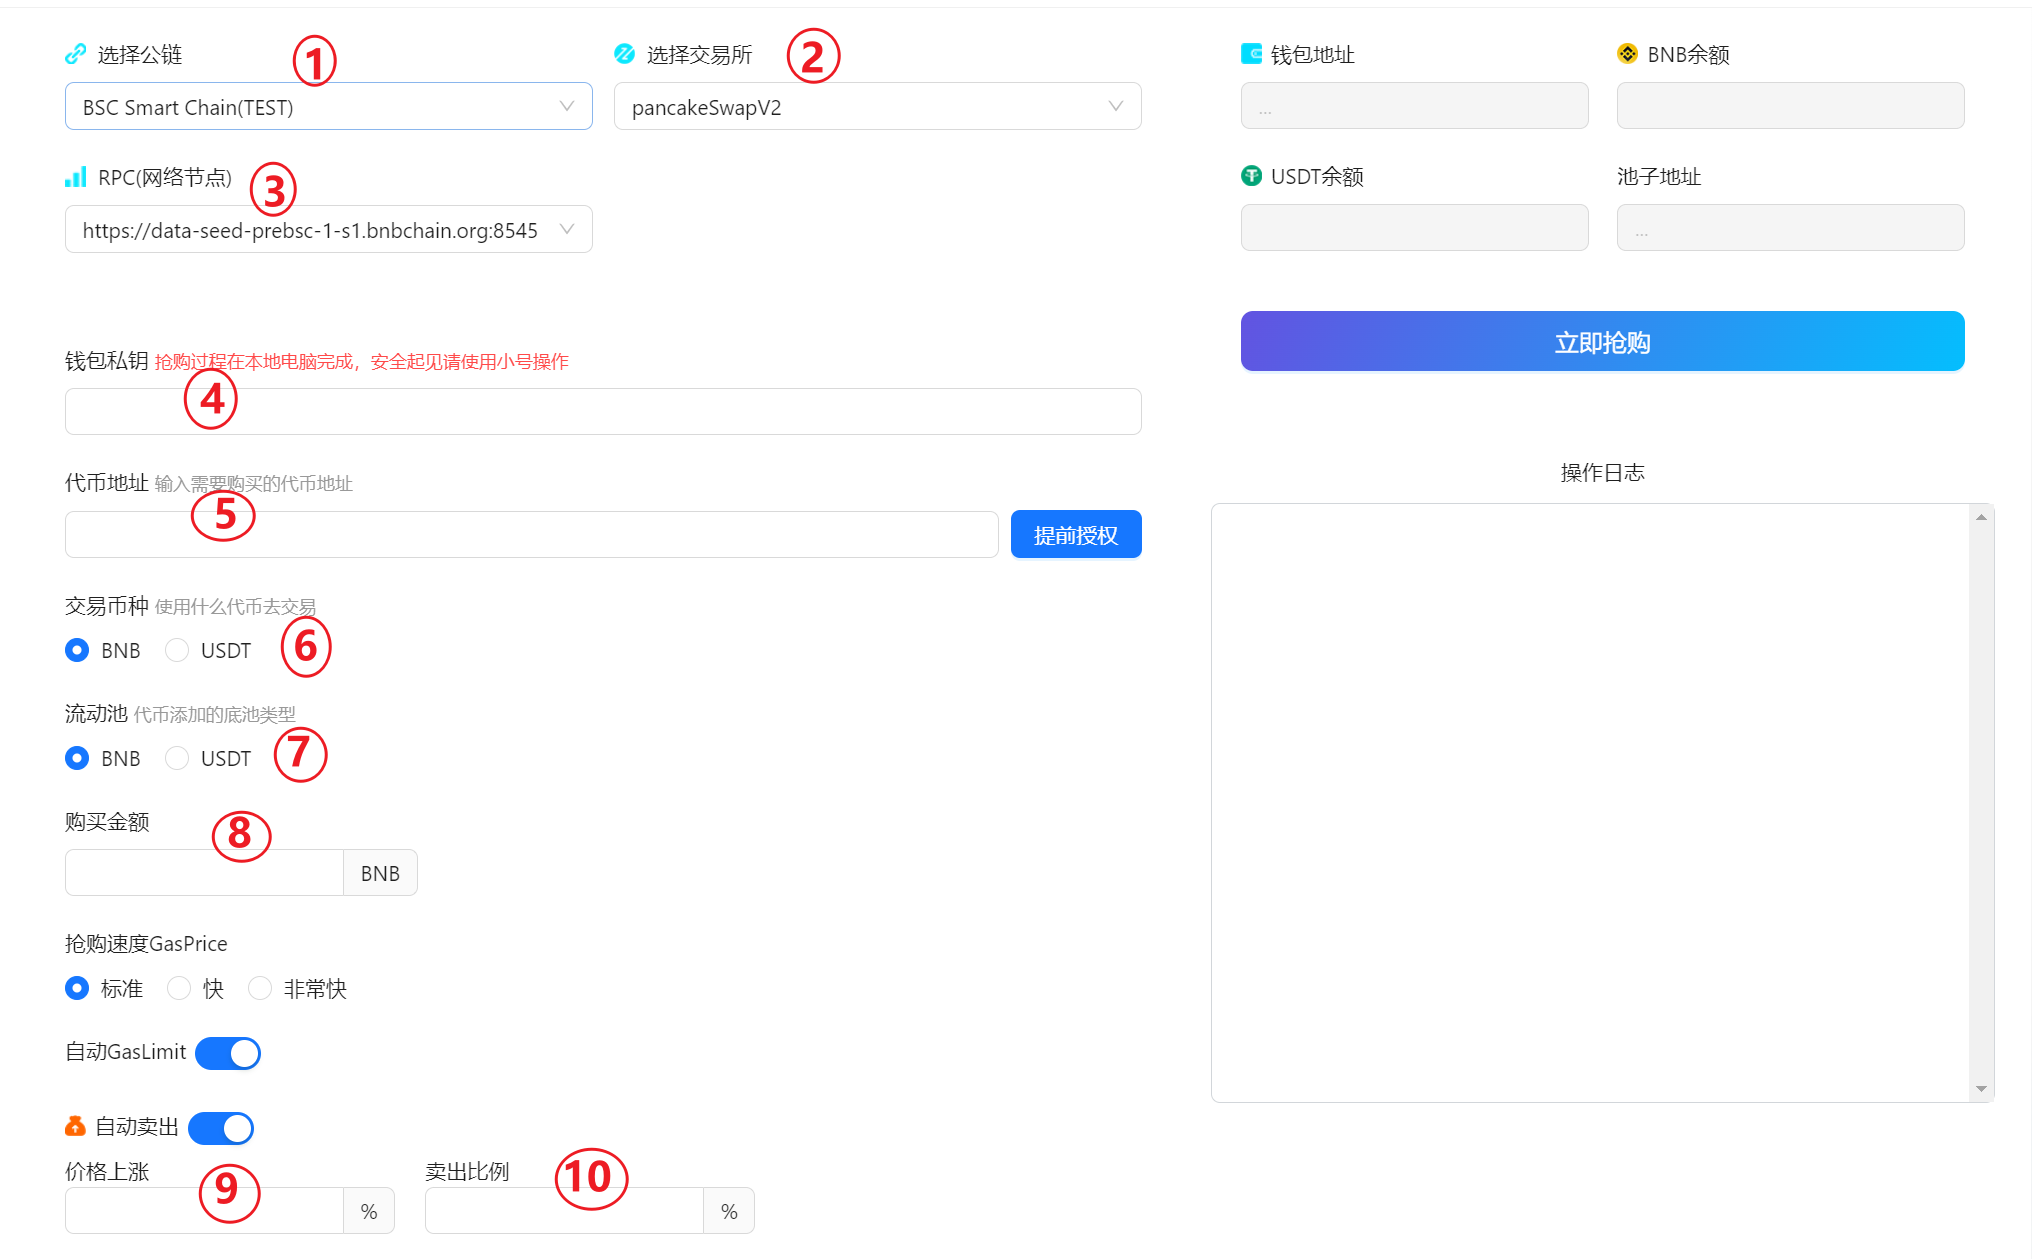 选择公链 1
BSC Smart Chain(TEST)
选择交易所 2
pancakeSwapV2
RPC(网络节点) 3
https://data-seed-prebsc-1-s1.bnbchain.org:8545
钱包私钥 抢购过程在本地电脑完成，安全起见请使用小号操作
4
代币地址 输入需要购买的代币地址
5
提前授权
交易币种 使用什么代币去交易
BNB USDT 6
流动池 代币添加的底池类型
BNB USDT 7
购买金额 8
BNB
抢购速度GasPrice
标准 快 非常快
自动GasLimit
自动卖出
价格上涨 9
%
卖出比例 10
%
钱包地址
...
BNB余额
USDT余额
池子地址
...
立即抢购
操作日志